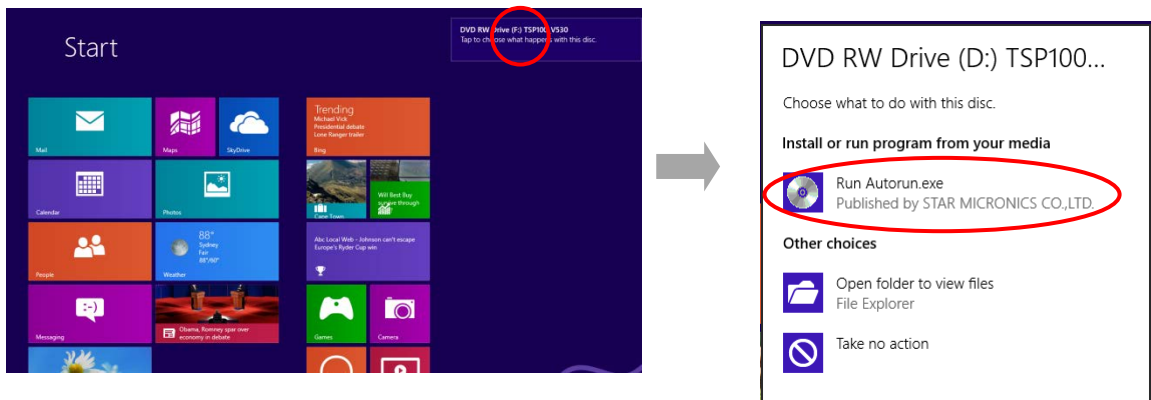 Start
DVD RW Drive (F:) TSP100_V530
Tap to choose what happens with this disc.
Mail
Maps
SkyDrive
Trending
Michael Vick
Presidential debate
Lone Ranger trailer
Bing
Calendar
Photos
Cape Town
Will Best Buy
survive through
People
88°
Sydney
Fair
88°/60°
Weather
Abc Local Web - Johnson can't escape
Europe's Ryder Cup win
Messaging
Obama, Romney spar over
economy in debate
Games
Camera
DVD RW Drive (D:) TSP100...
Choose what to do with this disc.
Install or run program from your media
Run Autorun.exe
Published by STAR MICRONICS CO.,LTD.
Other choices
Open folder to view files
File Explorer
Take no action